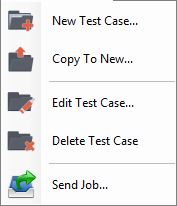 New Test Case...
Copy To New...
Edit Test Case...
Delete Test Case
Send Job...